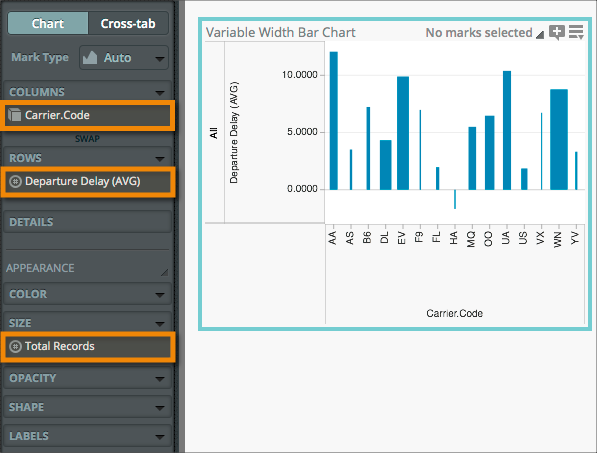 Chart
Cross-tab
Mark Type
Auto
COLUMNS
Carrier.Code
SWAP
ROWS
Departure Delay (AVG)
DETAILS
APPEARANCE
COLOR
SIZE
Total Records
OPACITY
SHAPE
LABELS
Variable Width Bar Chart
No marks selected
All
Departure Delay (AVG)
10.0000
5.0000
0.0000
AA
AS
B6
DL
EV
F9
FL
HA
MQ
OO
UA
US
VX
WN
YV
Carrier.Code